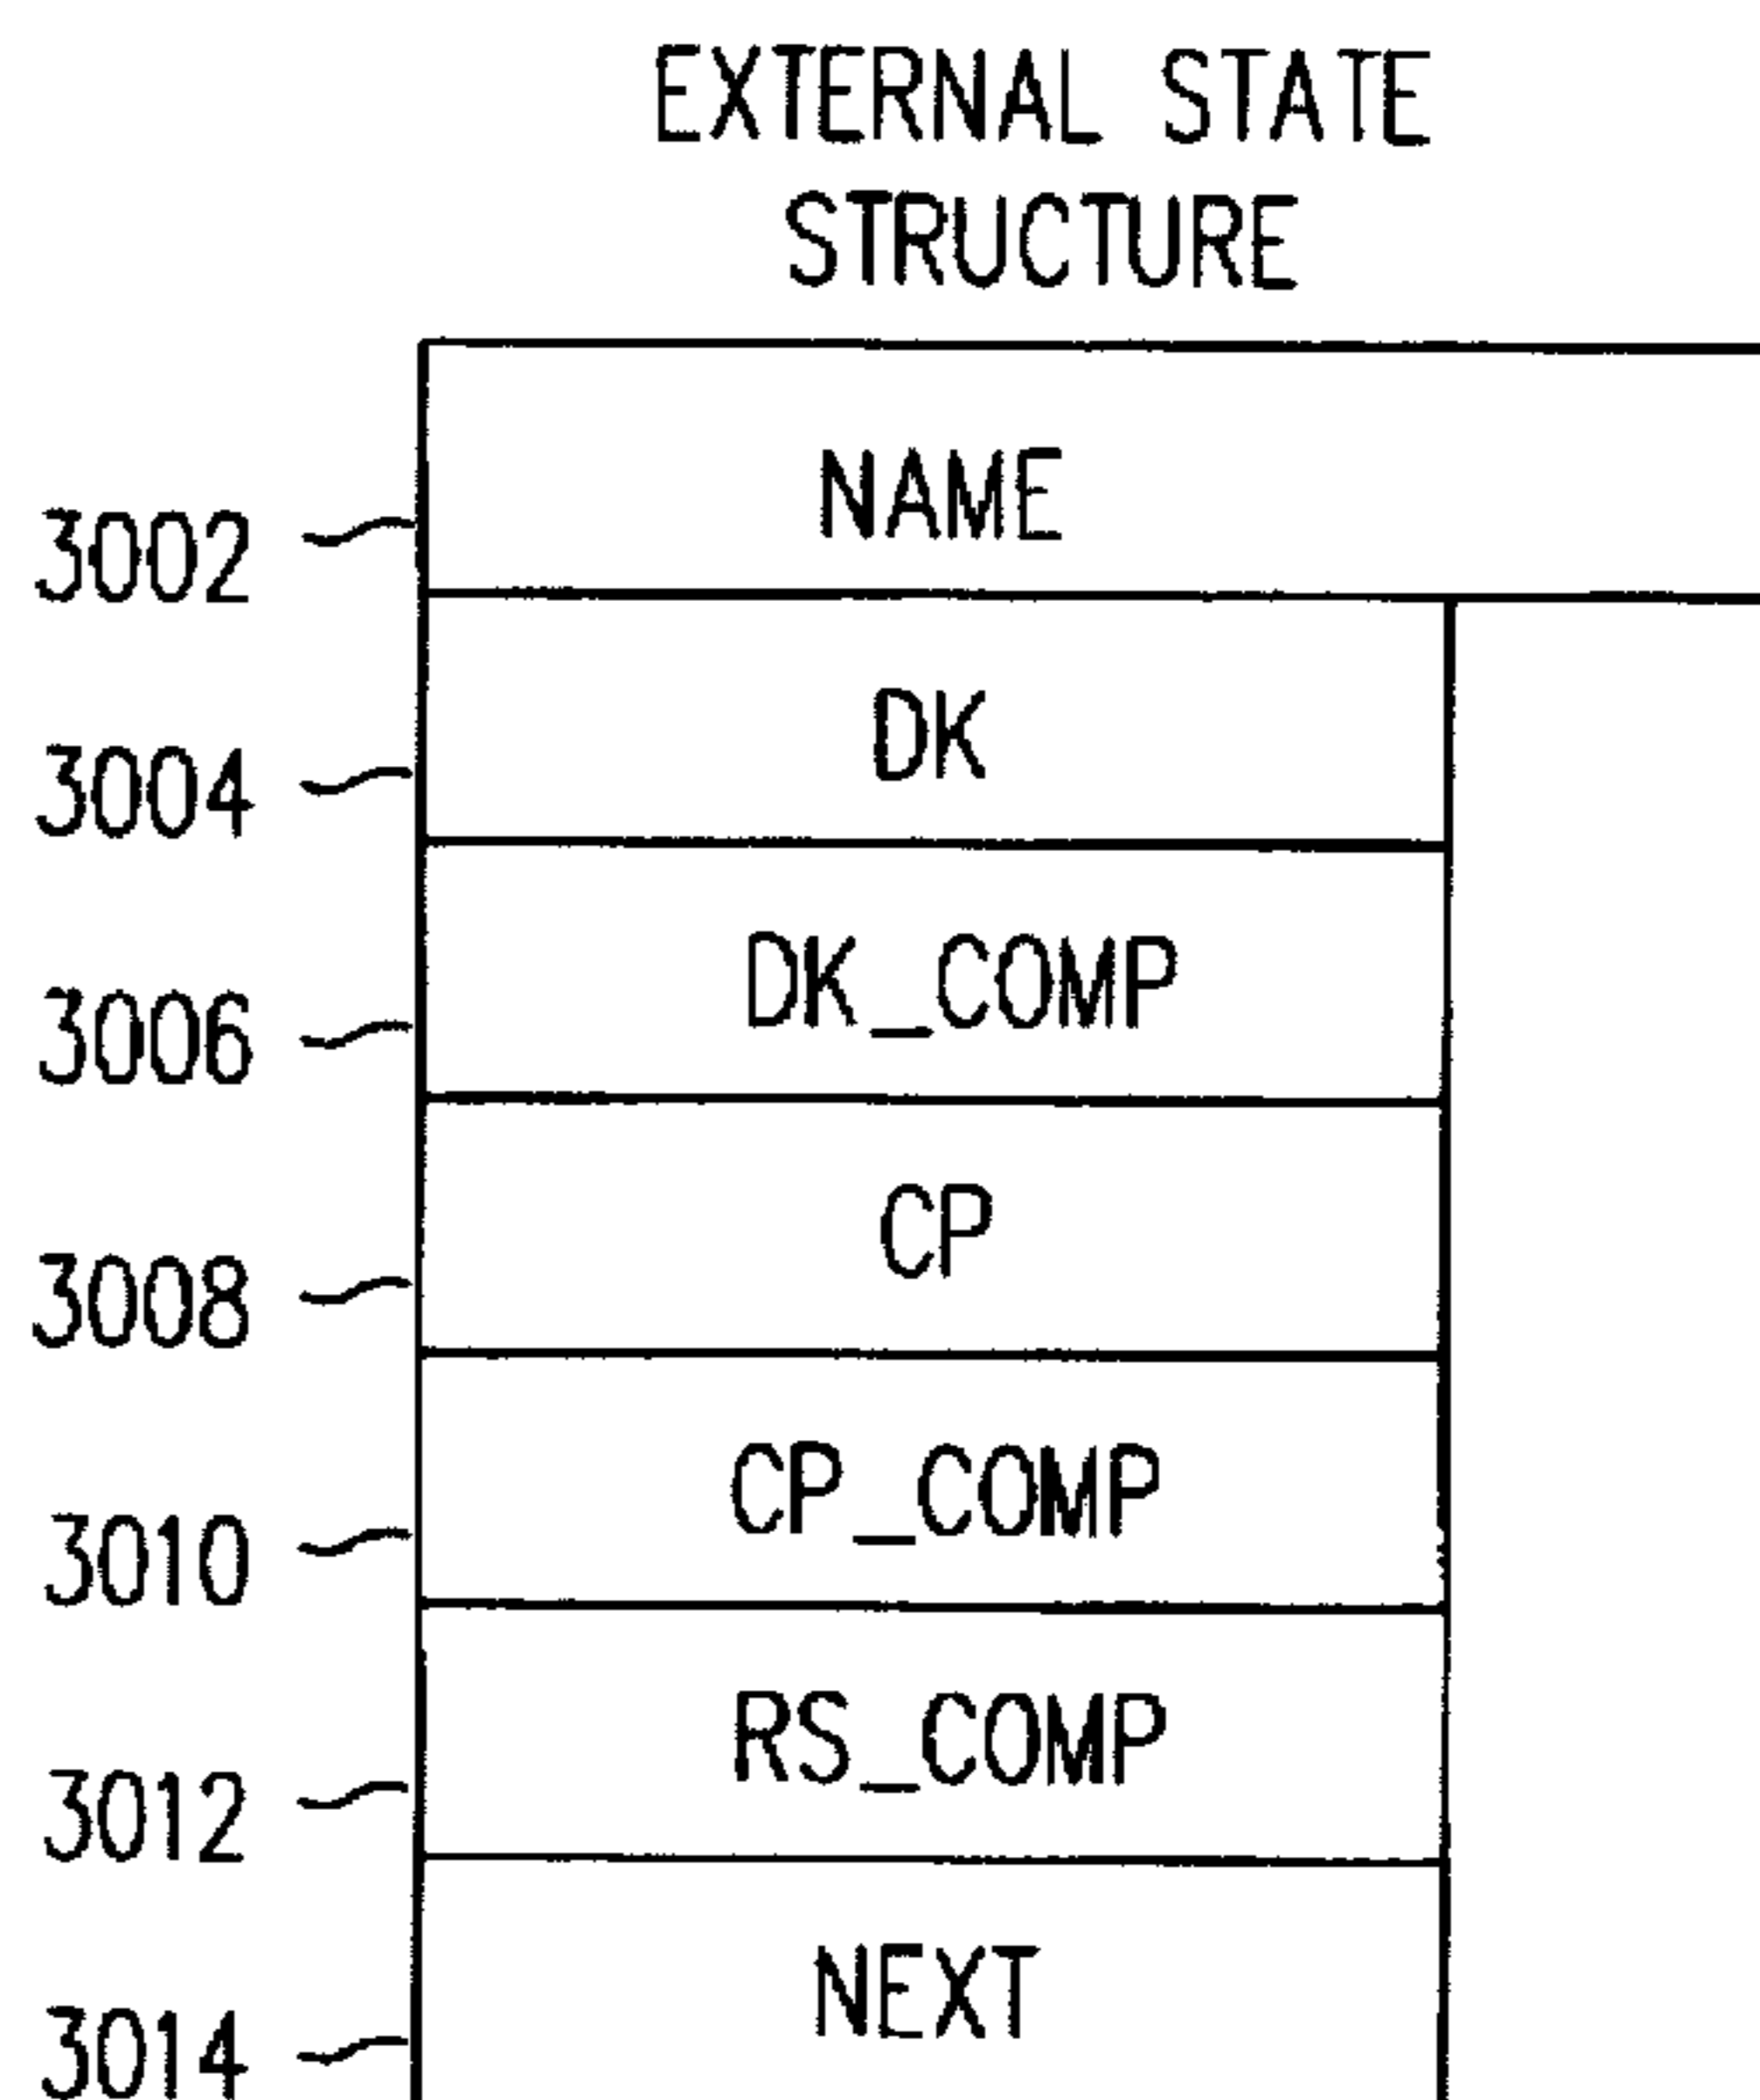 EXTERNAL STATE
STRUCTURE
3002 NAME
3004 DK
3006 DK_COMP
3008 CP
3010 CP_COMP
3012 RS_COMP
3014 NEXT